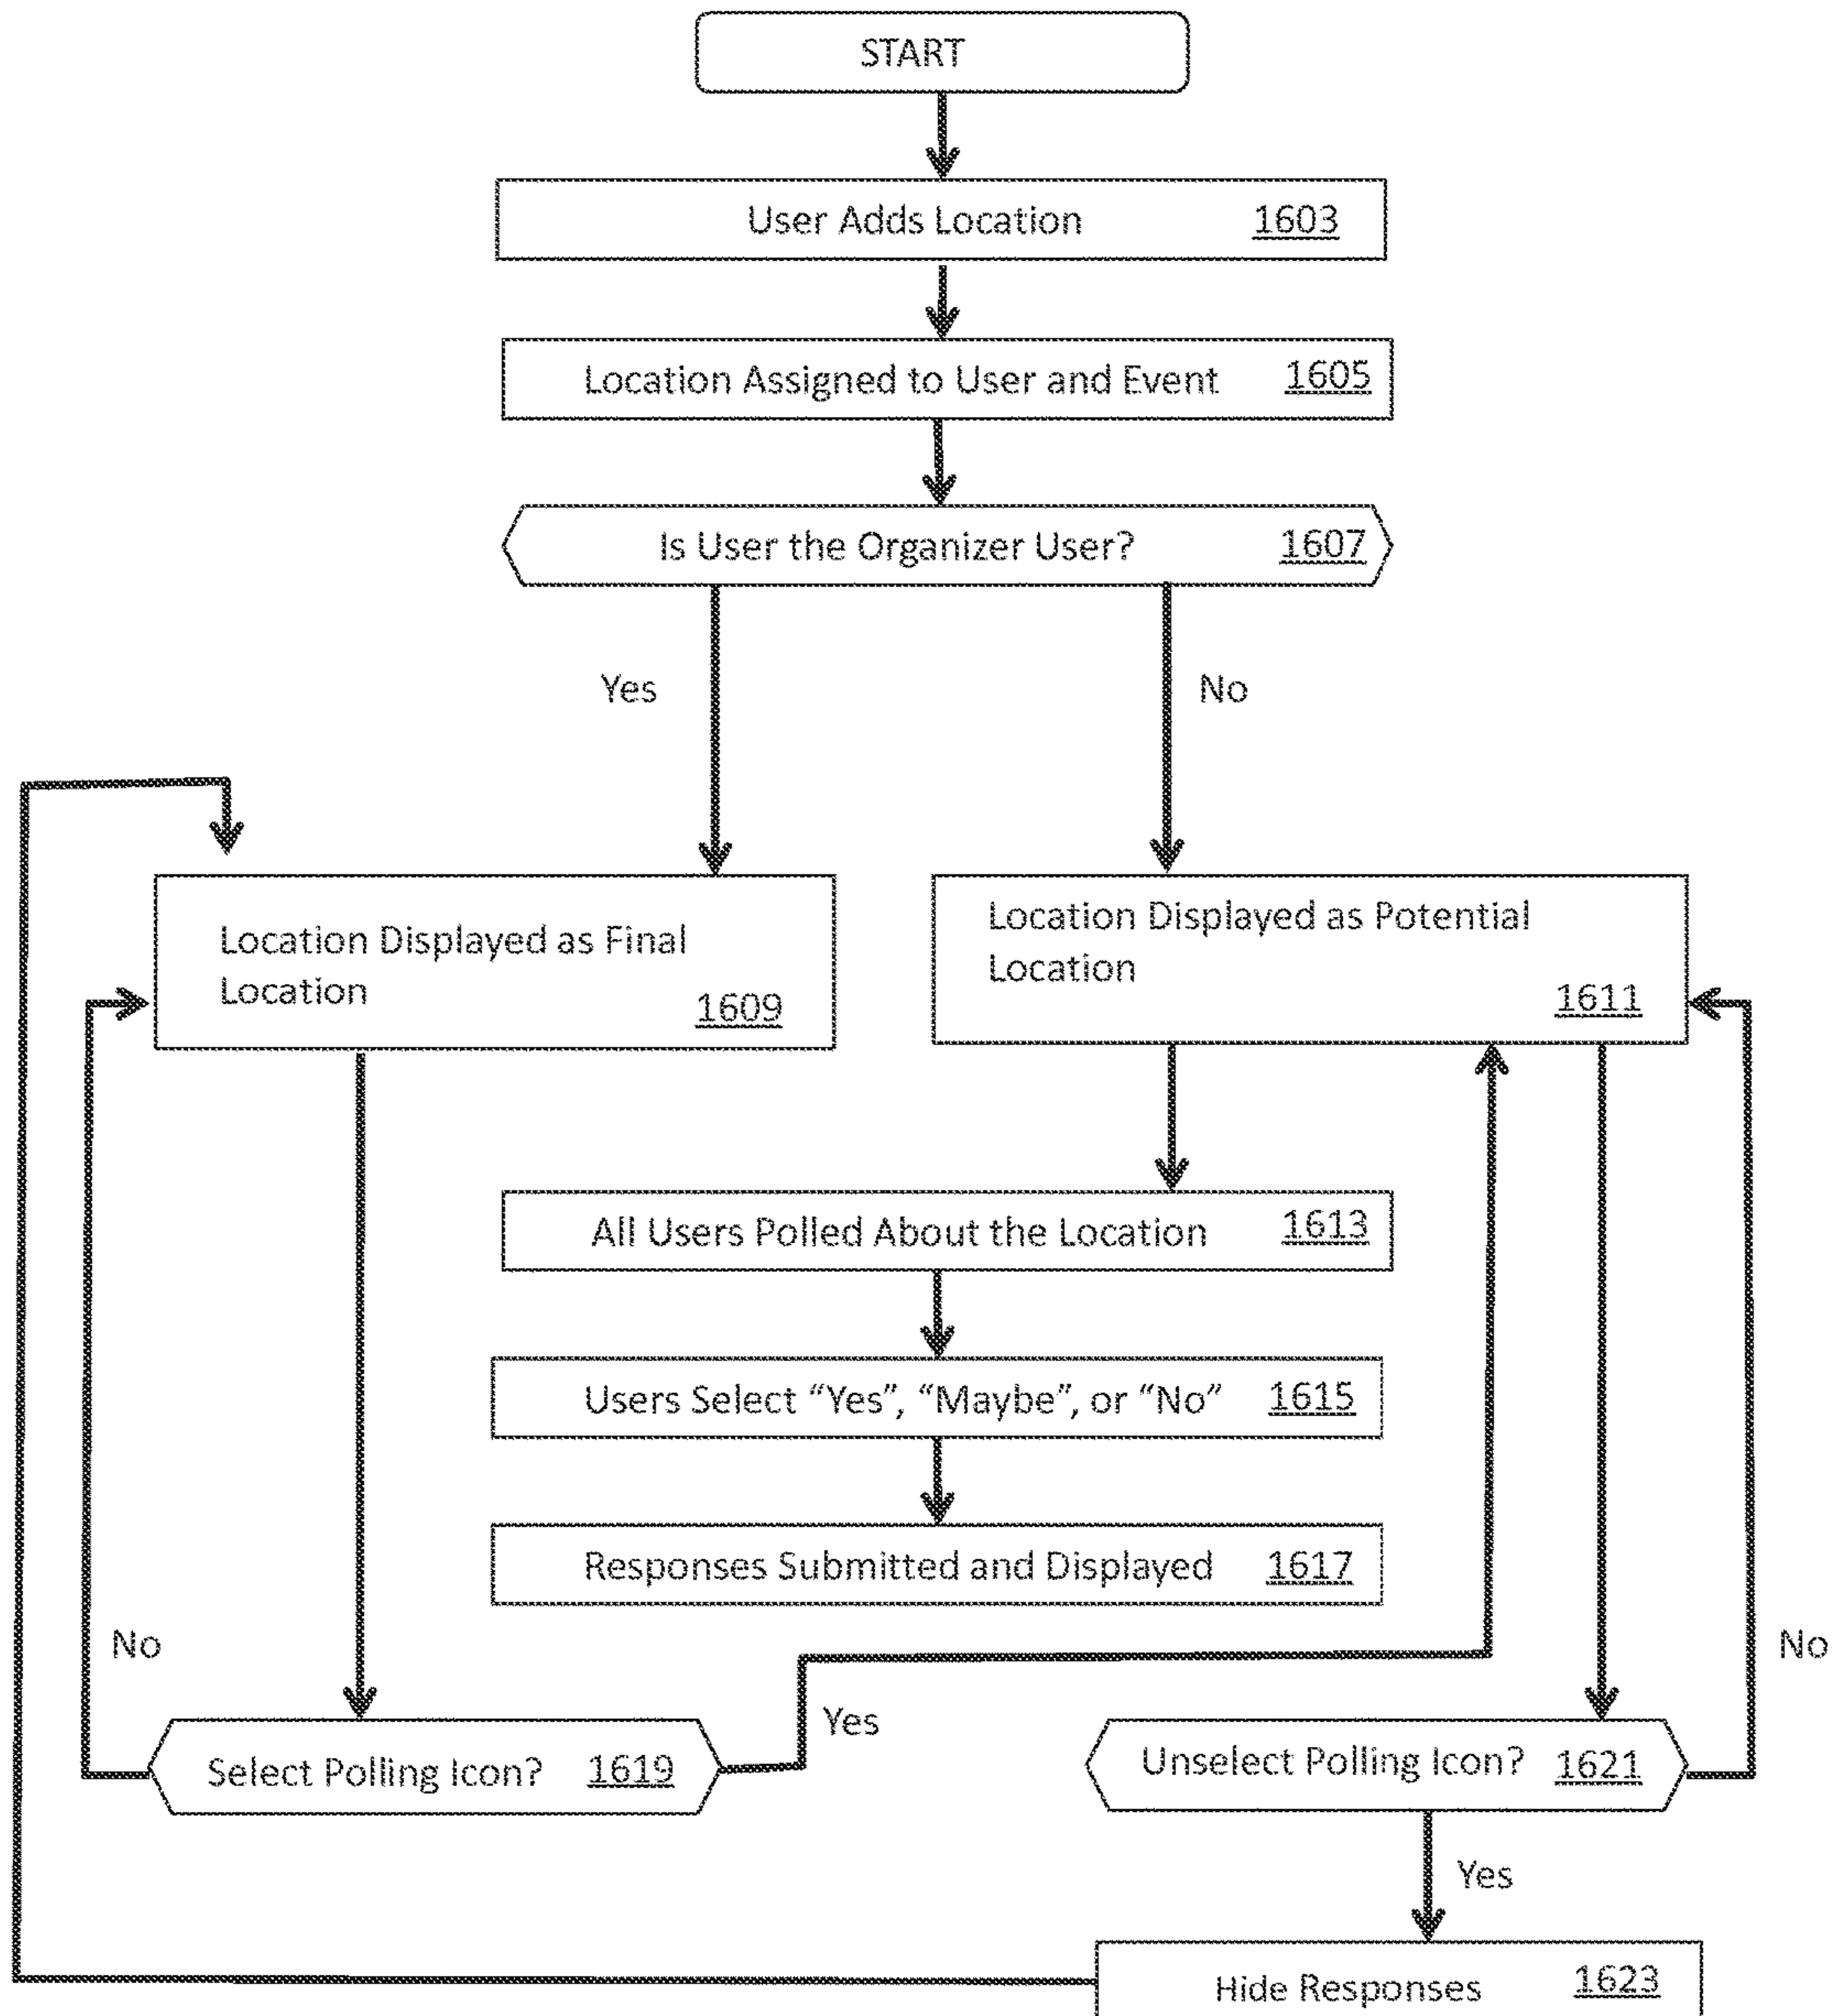 START
User Adds Location 1603
Location Assigned to User and Event 1605
Is User the Organizer User? 1607
Yes
No
Location Displayed as Final
Location
1609
Location Displayed as Potential
Location
1611
All Users Polled About the Location 1613
Users Select “Yes”, “Maybe”, or “No” 1615
Responses Submitted and Displayed 1617
No
No
Yes
Select Polling Icon? 1619
Unselect Polling Icon? 1621
Yes
Hide Responses 1623